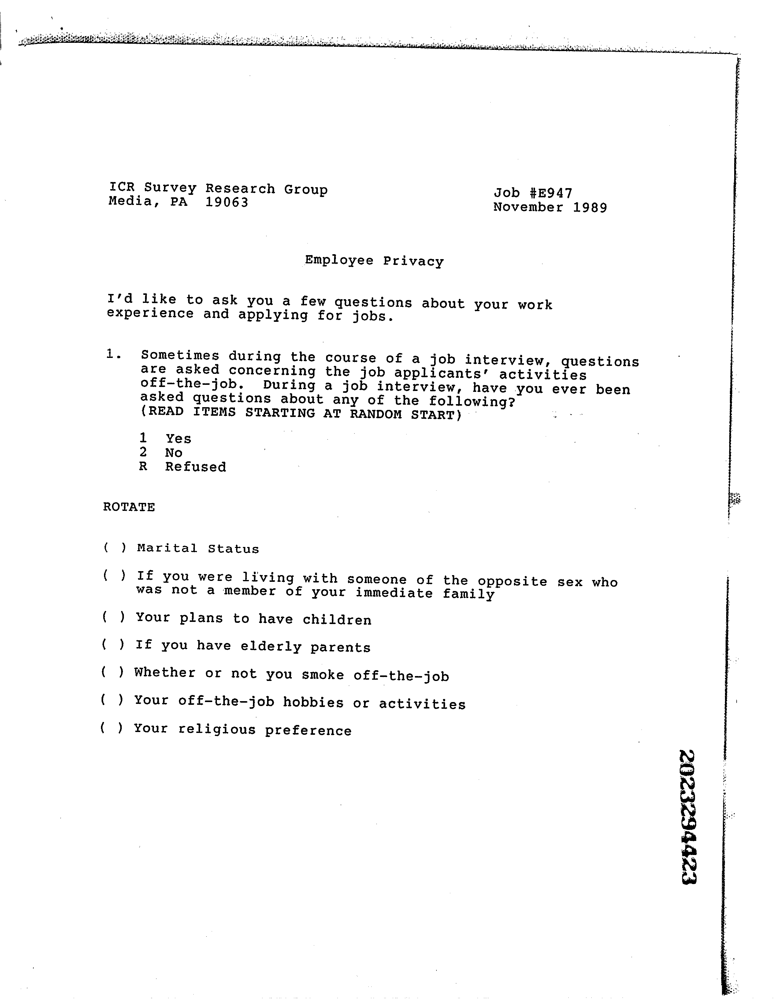 ICR Survey Research Group
Media, PA 19063
Job #E947
November 1989
Employee Privacy
I'd like to ask you a few questions about your work
experience and applying for jobs.
1. Sometimes during the course of a job interview, questions
are asked concerning the job applicants' activities
off-the-job. During a job interview, have you ever been
asked questions about any of the following?
(READ ITEMS STARTING AT RANDOM START)
1 Yes
2 No
R Refused
ROTATE
( ) Marital Status
( ) If you were living with someone of the opposite sex who
was not a member of your immediate family
( ) Your plans to have children
( ) If you have elderly parents
( ) Whether or not you smoke off-the-job
( ) Your off-the-job hobbies or activities
( ) Your religious preference
2023294423